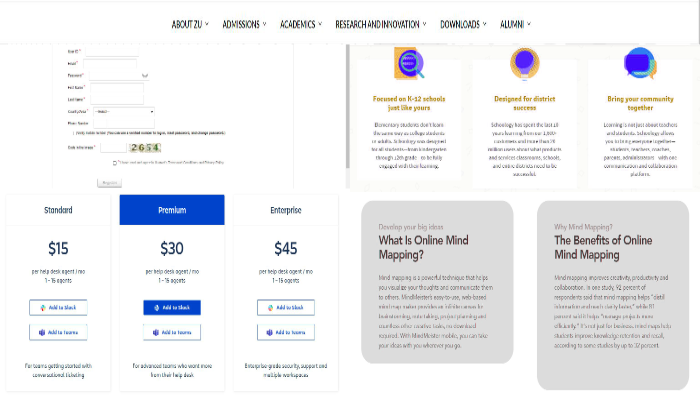 ABOUT ZU
ADMISSIONS
ACADEMICS
RESEARCH AND INNOVATION
DOWNLOADS
ALUMNI
User ID *
Email *
Password *
First Name *
Last Name *
Country/Area *
Phone Number
2654
Register
Focused on K-12 schools
just like yours
Elementary students don't learn
the same way as college students
or adults. Schoology was designed
for all students—from kindergarten
through 12th grade—to be fully
engaged with their learning.
Designed for district
success
Schoology has spent the last 10
years learning from our 1,500+
customers and more than 20
million users about what products
and services classrooms, schools,
and entire districts need to be
successful.
Bring your community
together
Learning is not just about teachers
and students. Schoology allows
you to bring everyone together—
students, teachers, coaches,
parents, administrators—with one
communication and collaboration
platform.
Standard
$15
per help desk agent / mo
1 – 15 agents
Add to Slack
Add to Teams
For teams getting started with
conversational ticketing
Premium
$30
per help desk agent / mo
1 – 15 agents
Add to Slack
Add to Teams
For advanced teams who want more
from their help desk
Enterprise
$45
per help desk agent / mo
1 – 15 agents
Add to Slack
Add to Teams
Enterprise-grade security, support and
multiple workspaces
Develop your big ideas
What Is Online Mind
Mapping?
Mind mapping is a powerful technique that helps
you visualize your thoughts and communicate them
to others. MindMeister's easy-to-use, web-based
mind map maker provides an infinite canvas for
brainstorming, note-taking, project planning and
countless other creative tasks, no download
required. With MindMeister mobile, you can take
your ideas with you wherever you go.
Why Mind Mapping?
The Benefits of Online
Mind Mapping
Mind mapping improves creativity, productivity and
collaboration. In one study, 92 percent of
respondents said that mind mapping helps "distill
information and reach clarity faster," while 91
percent said it helps "manage projects more
efficiently." It's not just for business, mind maps help
students improve knowledge retention and recall,
according to some studies by up to 32 percent.